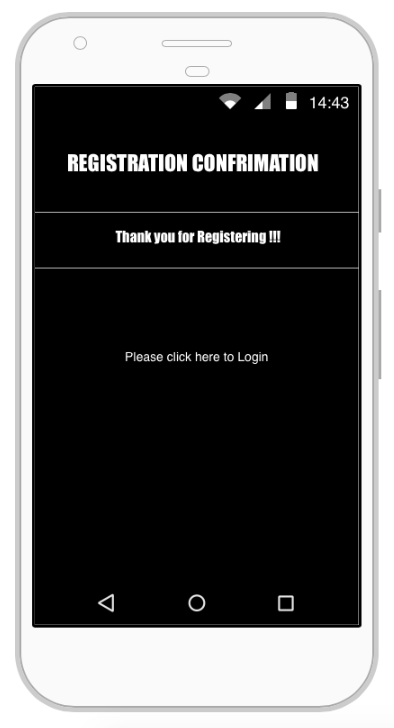 14:43
REGISTRATION CONFRIMATION
Thank you for Registering !!!
Please click here to Login